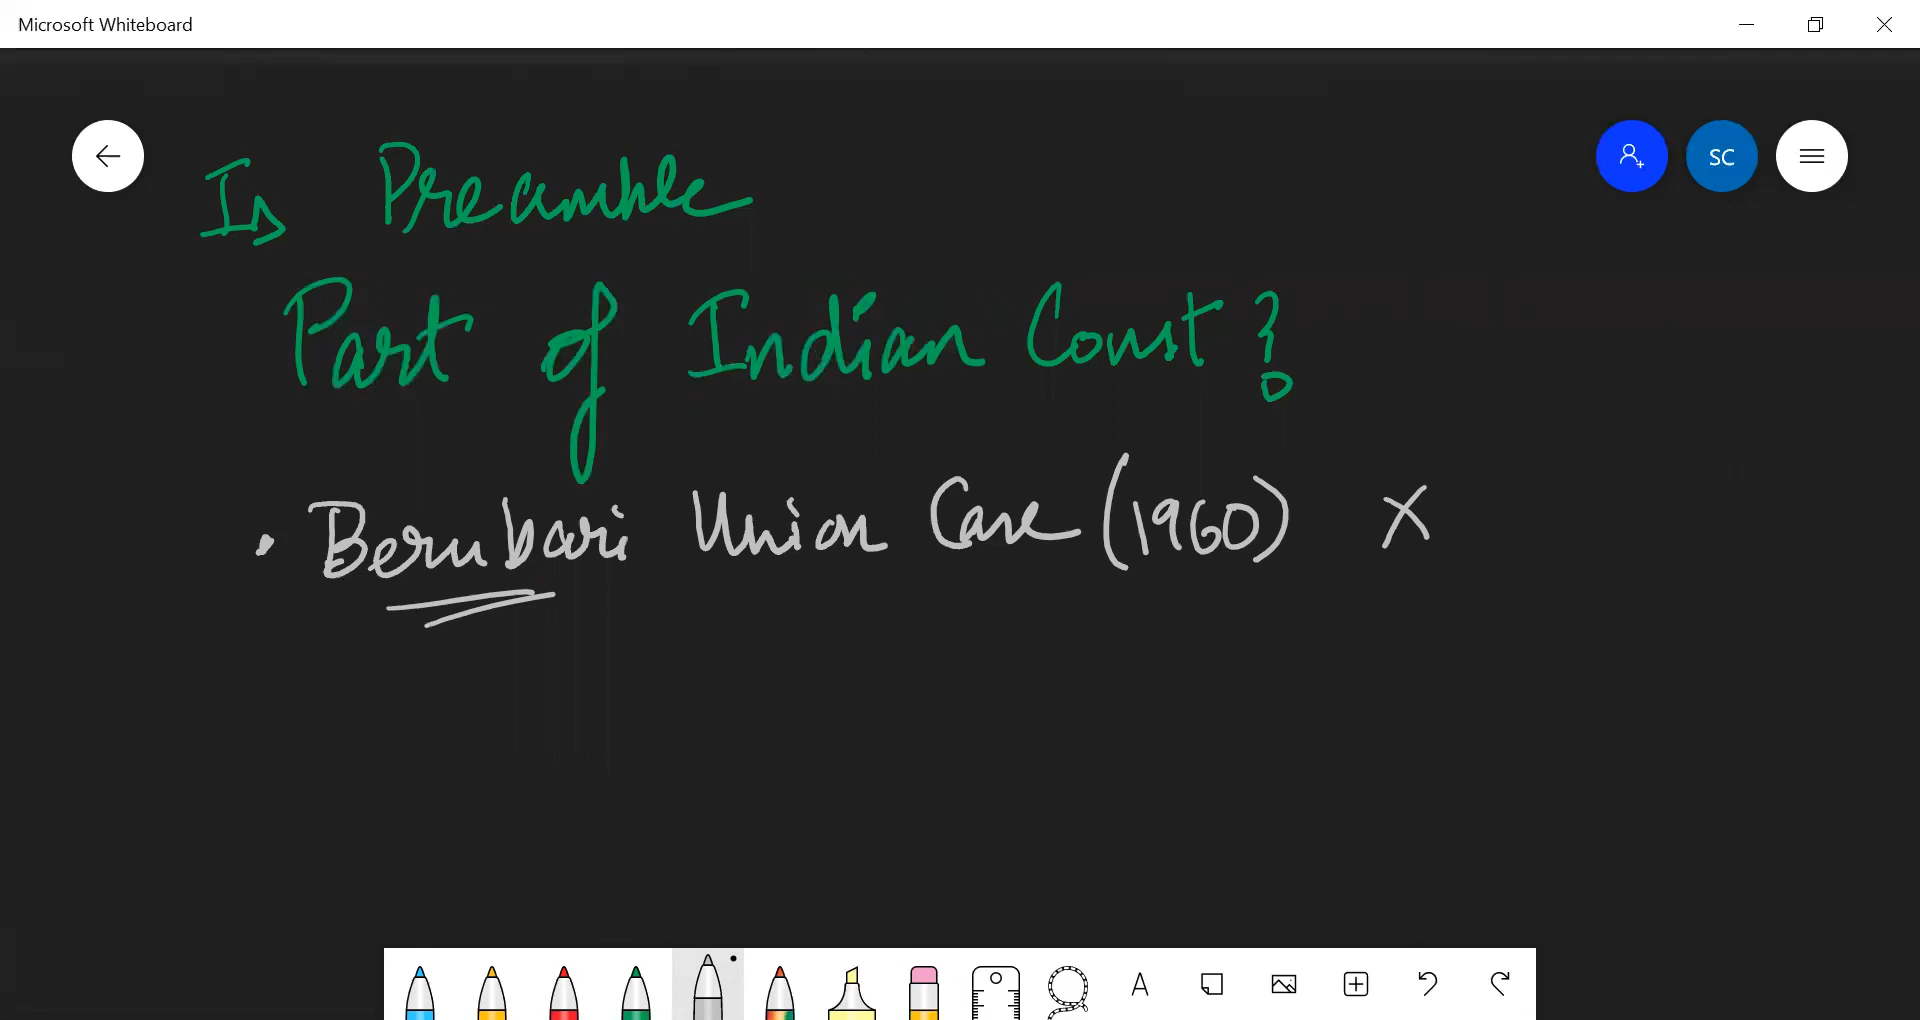 Microsoft Whiteboard
SC
Is Preamble
Part of Indian Const?
• Berubari Union Case (1960) X
A